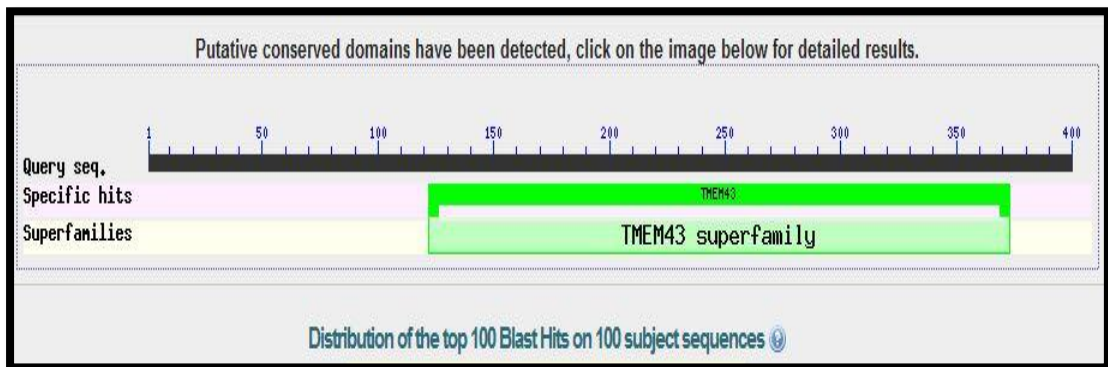 Putative conserved domains have been detected, click on the image below for detailed results.
1 50 100 150 200 250 300 350 400
Query seq.
Specific hits TMEM43
Superfamilies TMEM43 superfamily
Distribution of the top 100 Blast Hits on 100 subject sequences